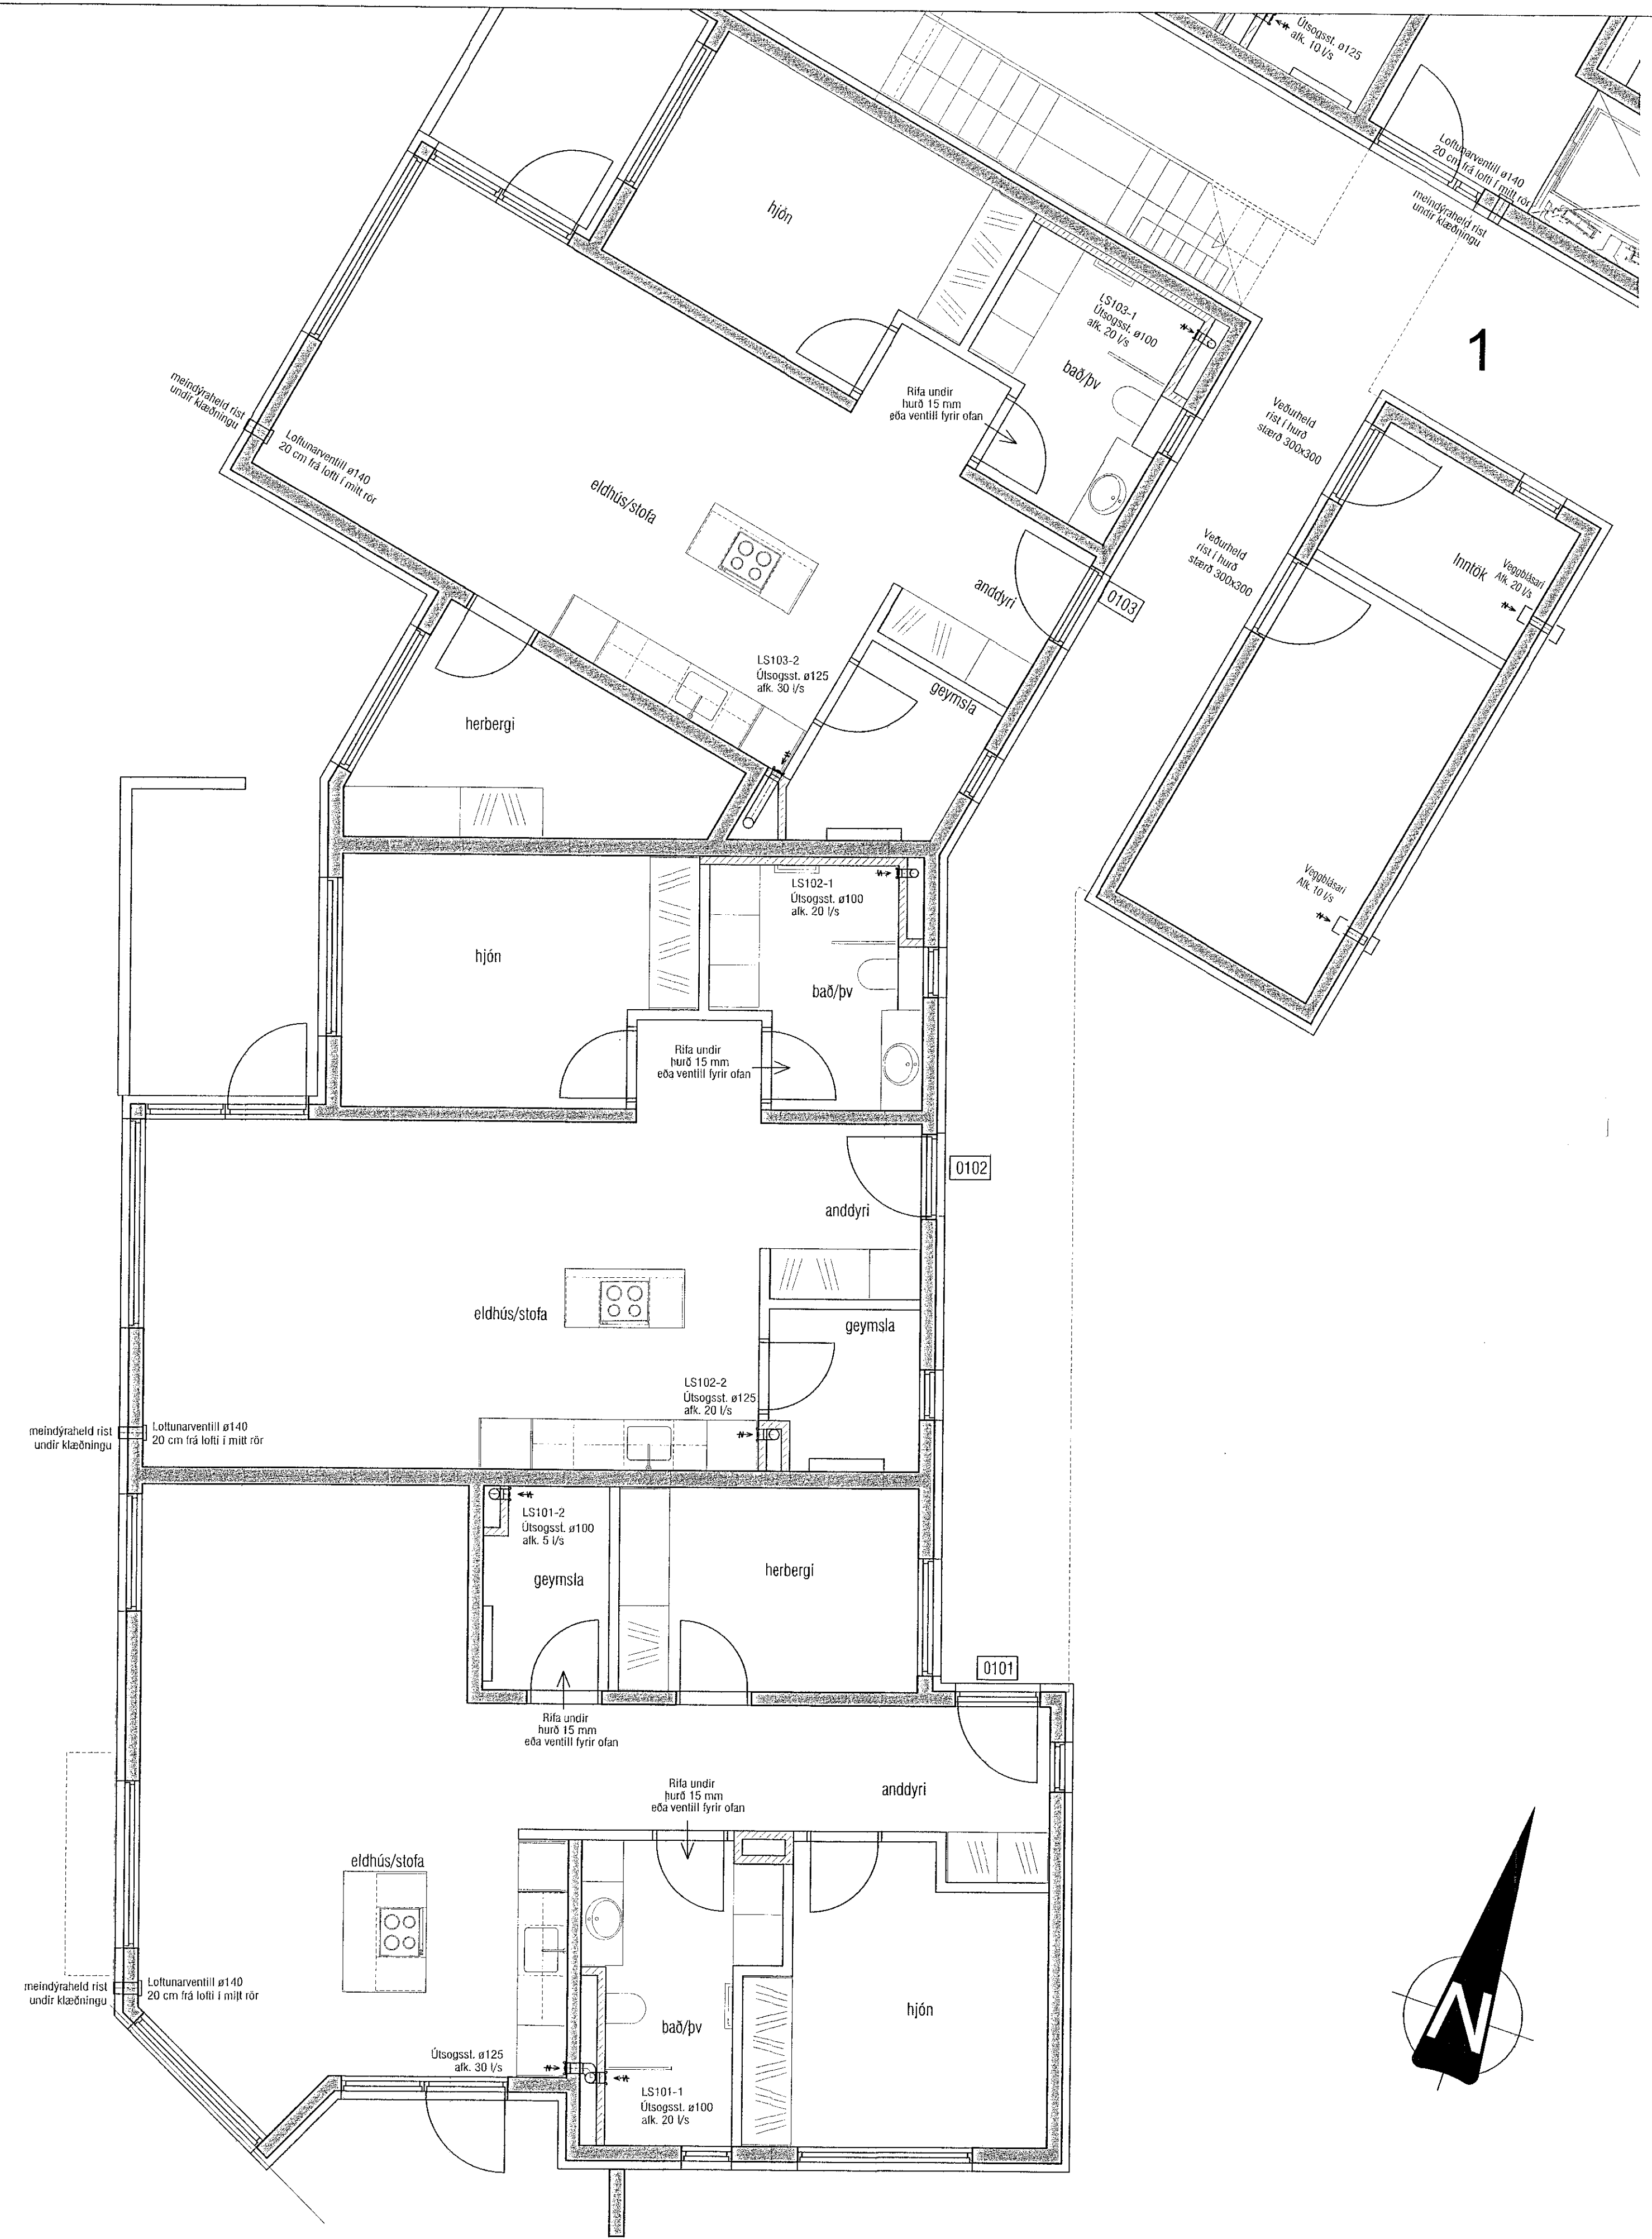 Útsogsst. ø125
afk. 10 l/s
Loftunarventill ø140
20 cm frá lofti í mitt rör
meindýraheld rist
undir klæðningu
hjón
LS103-1
Útsogsst. ø100
afk. 20 l/s
bað/þv
1
Rifa undir
hurð 15 mm
eða ventill fyrir ofan
Veðurheld
rist í hurð
stærð 300x300
meindýraheld rist
undir klæðningu
Loftunarventill ø140
20 cm frá lofti í mitt rör
eldhús/stofa
Veðurheld
rist í hurð
stærð 300x300
Inntök
Veggblásari
Afk. 20 l/s
anddyri
0103
LS103-2
Útsogsst. ø125
afk. 30 l/s
geymsla
herbergi
LS102-1
Útsogsst. ø100
afk. 20 l/s
Veggblásari
Afk. 10 l/s
hjón
bað/þv
Rifa undir
hurð 15 mm
eða ventill fyrir ofan
0102
anddyri
eldhús/stofa
geymsla
LS102-2
Útsogsst. ø125
afk. 20 l/s
meindýraheld rist
undir klæðningu
Loftunarventill ø140
20 cm frá lofti í mitt rör
LS101-2
Útsogsst. ø100
afk. 5 l/s
geymsla
herbergi
0101
Rifa undir
hurð 15 mm
eða ventill fyrir ofan
Rifa undir
hurð 15 mm
eða ventill fyrir ofan
anddyri
eldhús/stofa
meindýraheld rist
undir klæðningu
Loftunarventill ø140
20 cm frá lofti í mitt rör
hjón
bað/þv
Útsogsst. ø125
afk. 30 l/s
LS101-1
Útsogsst. ø100
afk. 20 l/s
N